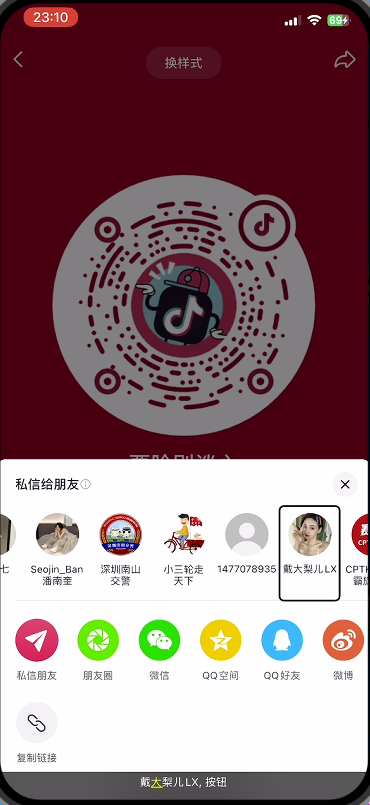 23:10
69
换样式
私信给朋友
七
Seojin_Ban
潘南奎
深圳南山
交警
小三轮走
天下
1477078935
戴大梨儿LX
CPTH
霸旗
私信朋友
朋友圈
微信
QQ空间
QQ好友
微博
复制链接
戴大梨儿LX, 按钮